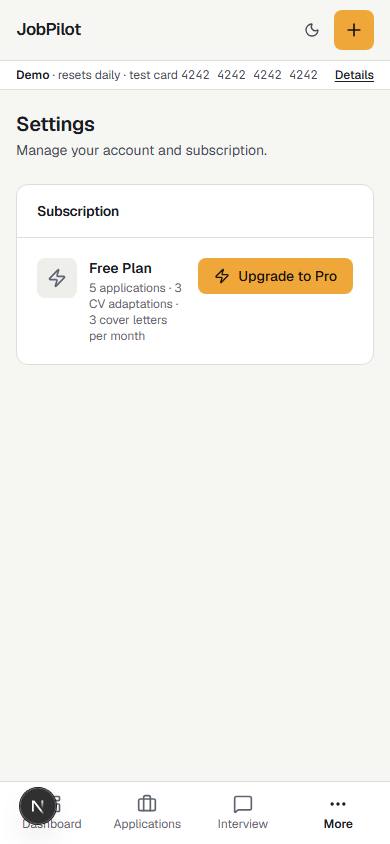 JobPilot
Demo · resets daily · test card 4242 4242 4242 4242 Details
Settings
Manage your account and subscription.
Subscription
Free Plan
5 applications · 3
CV adaptations ·
3 cover letters
per month
Upgrade to Pro
N
Dashboard Applications Interview More